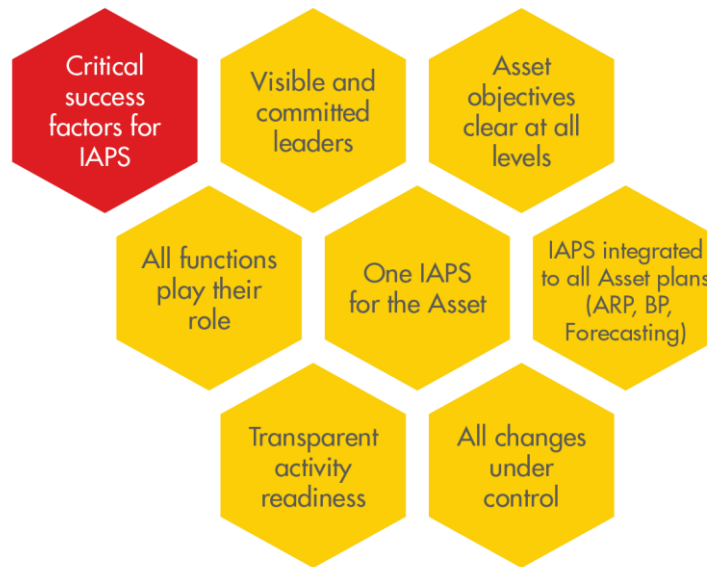 Critical
success
factors for
IAPS
Visible and
committed
leaders
Asset
objectives
clear at all
levels
All functions
play their
role
One IAPS
for the Asset
IAPS integrated
to all Asset plans
(ARP, BP,
Forecasting)
Transparent
activity
readiness
All changes
under
control